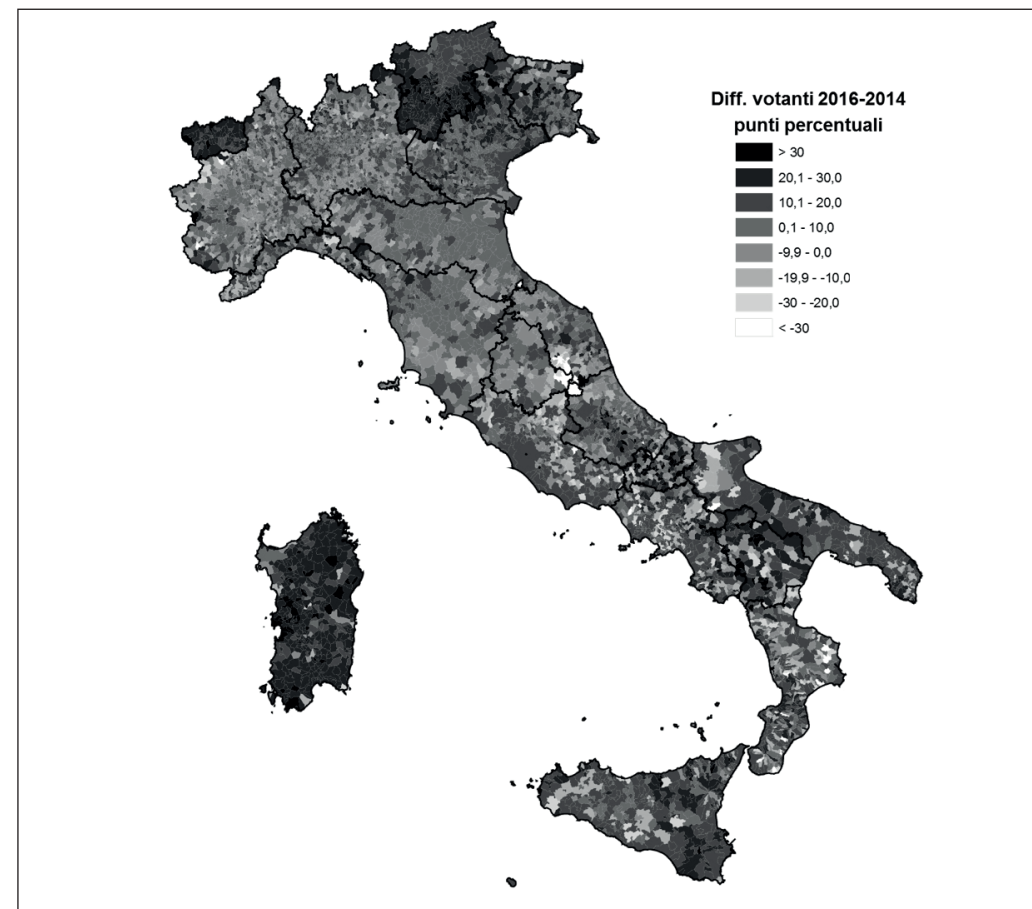 Diff. votanti 2016-2014
punti percentuali
> 30
20,1 - 30,0
10,1 - 20,0
0,1 - 10,0
-9,9 - 0,0
-19,9 - -10,0
-30 - -20,0
< -30